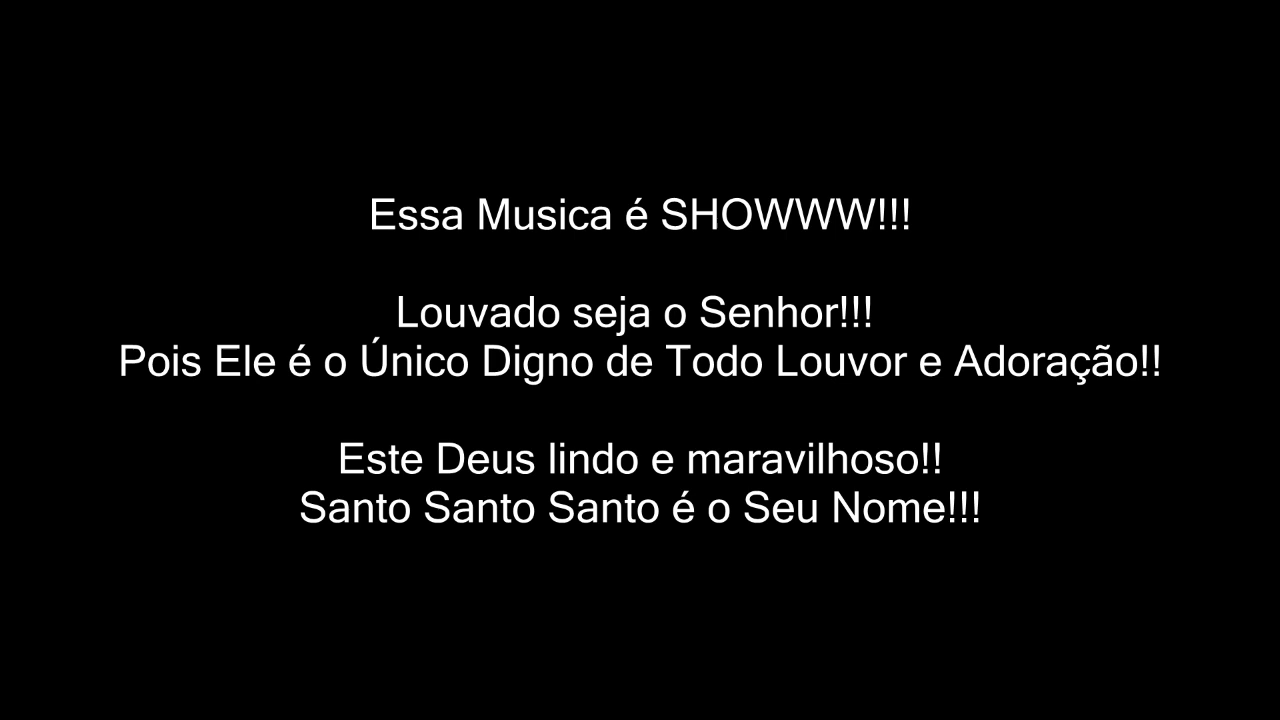 Essa Musica é SHOWWW!!!
Louvado seja o Senhor!!!
Pois Ele é o Único Digno de Todo Louvor e Adoração!!
Este Deus lindo e maravilhoso!!
Santo Santo Santo é o Seu Nome!!!